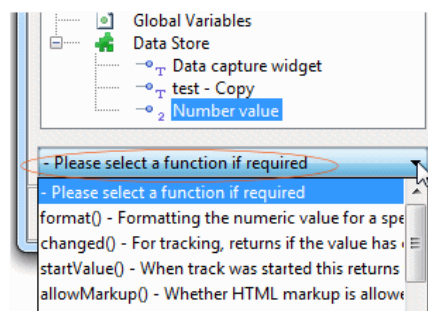 Global Variables
Data Store
T Data capture widget
T test - Copy
2 Number value
- Please select a function if required
- Please select a function if required
format() - Formatting the numeric value for a spe
changed() - For tracking, returns if the value has
startValue() - When track was started this returns
allowMarkup() - Whether HTML markup is allowe